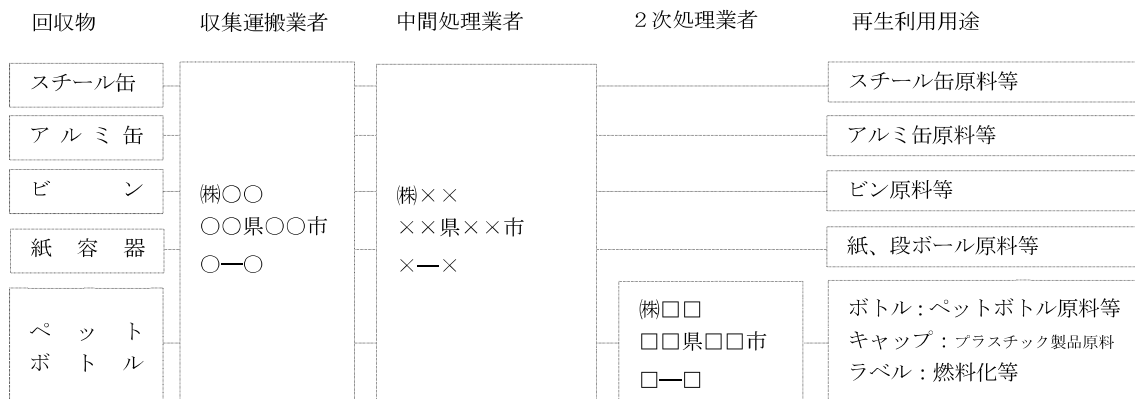 回収物 収集運搬業者 中間処理業者 ２次処理業者 再生利用用途
スチール缶
アルミ缶
ビン
紙容器
ペット
ボトル
㈱○○
○○県○○市
○―○
㈱××
××県××市
×―×
㈱□□
□□県□□市
□―□
スチール缶原料等
アルミ缶原料等
ビン原料等
紙、段ボール原料等
ボトル：ペットボトル原料等
キャップ：プラスチック製品原料
ラベル：燃料化等